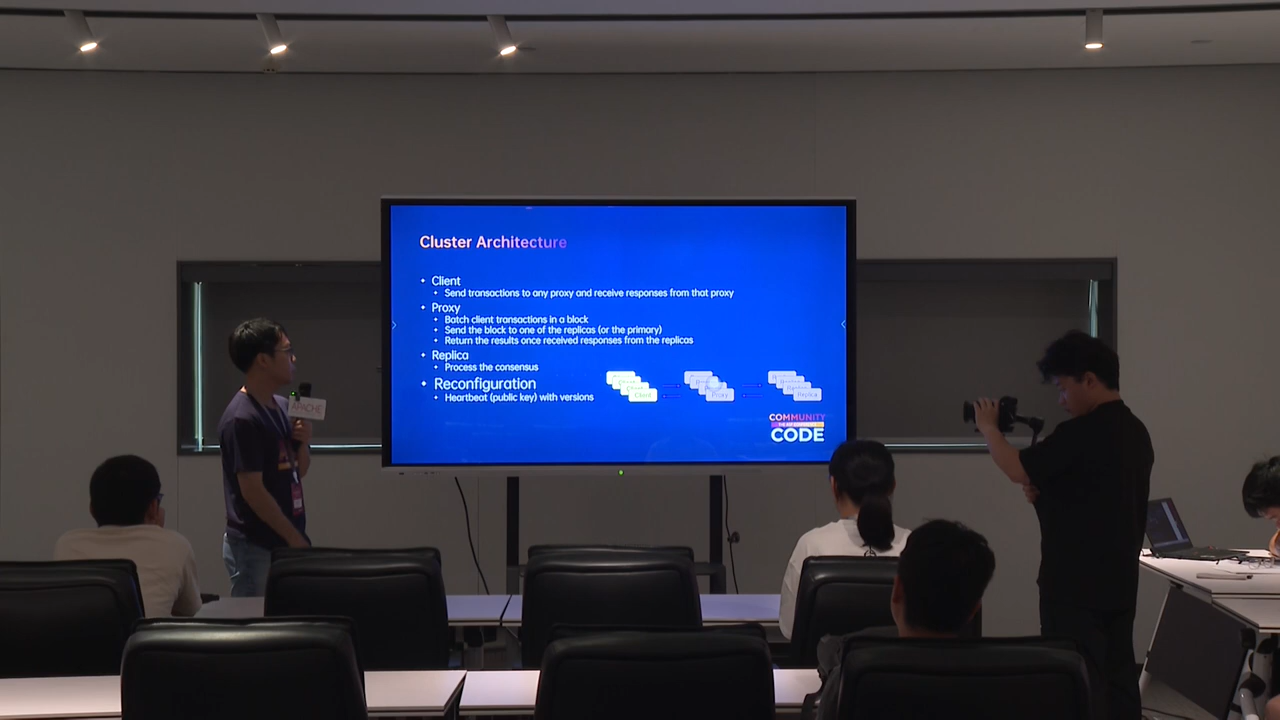 Cluster Architecture
Client
Send transactions to any proxy and receive responses from that proxy
Proxy
Batch client transactions in a block
Send the block to one of the replicas (or the primary)
Return the results once received responses from the replicas
Replica
Process the consensus
Reconfiguration
Heartbeat (public key) with versions
Client
Proxy
Replica
COMMUNITY
CODE
APACHE